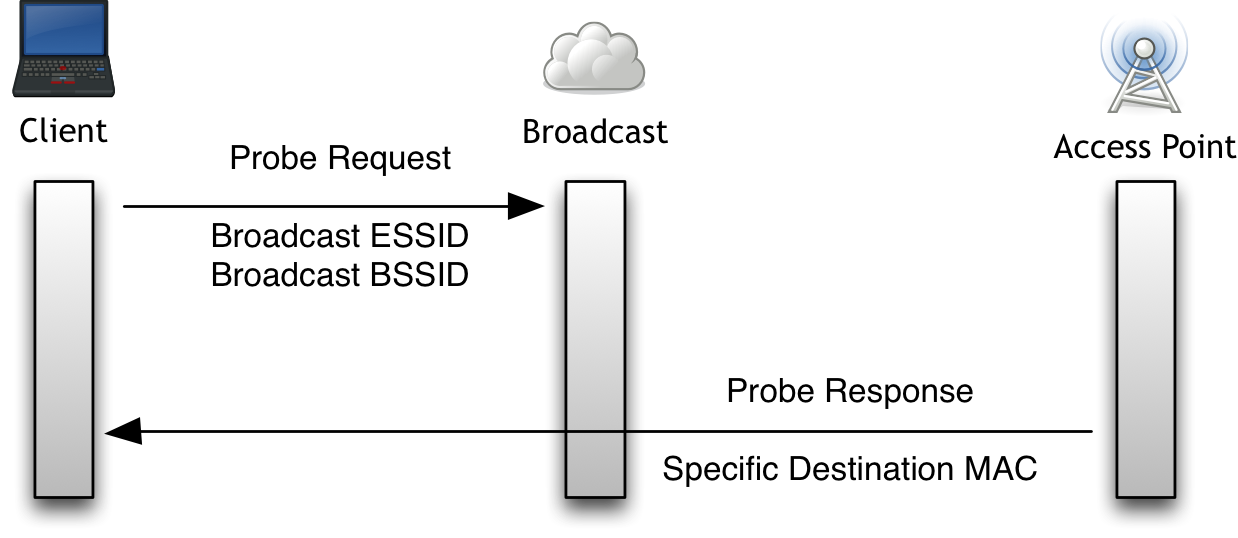 Client
Broadcast
Access Point
Probe Request
Broadcast ESSID
Broadcast BSSID
Probe Response
Specific Destination MAC